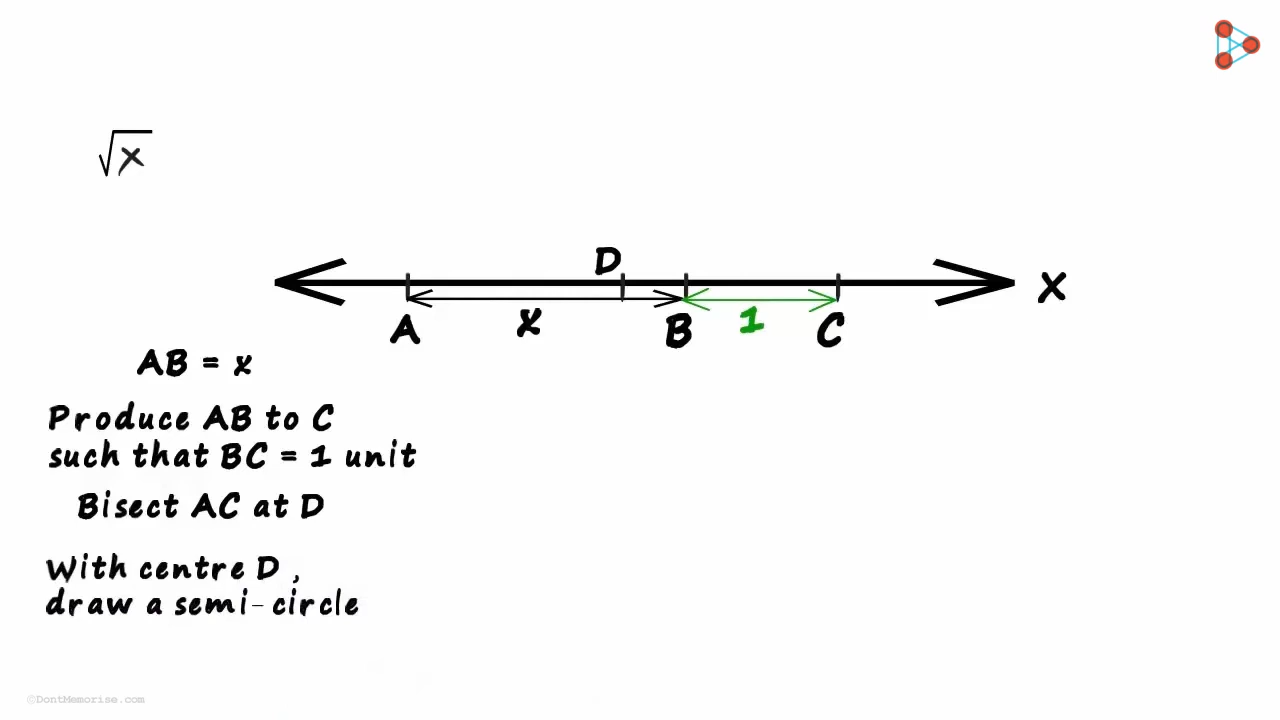 √x
D
X
x
1
A
B
C
AB = x
Produce AB to C
such that BC = 1 unit
Bisect AC at D
With centre D ,
draw a semi-circle
©DontMemorise.com